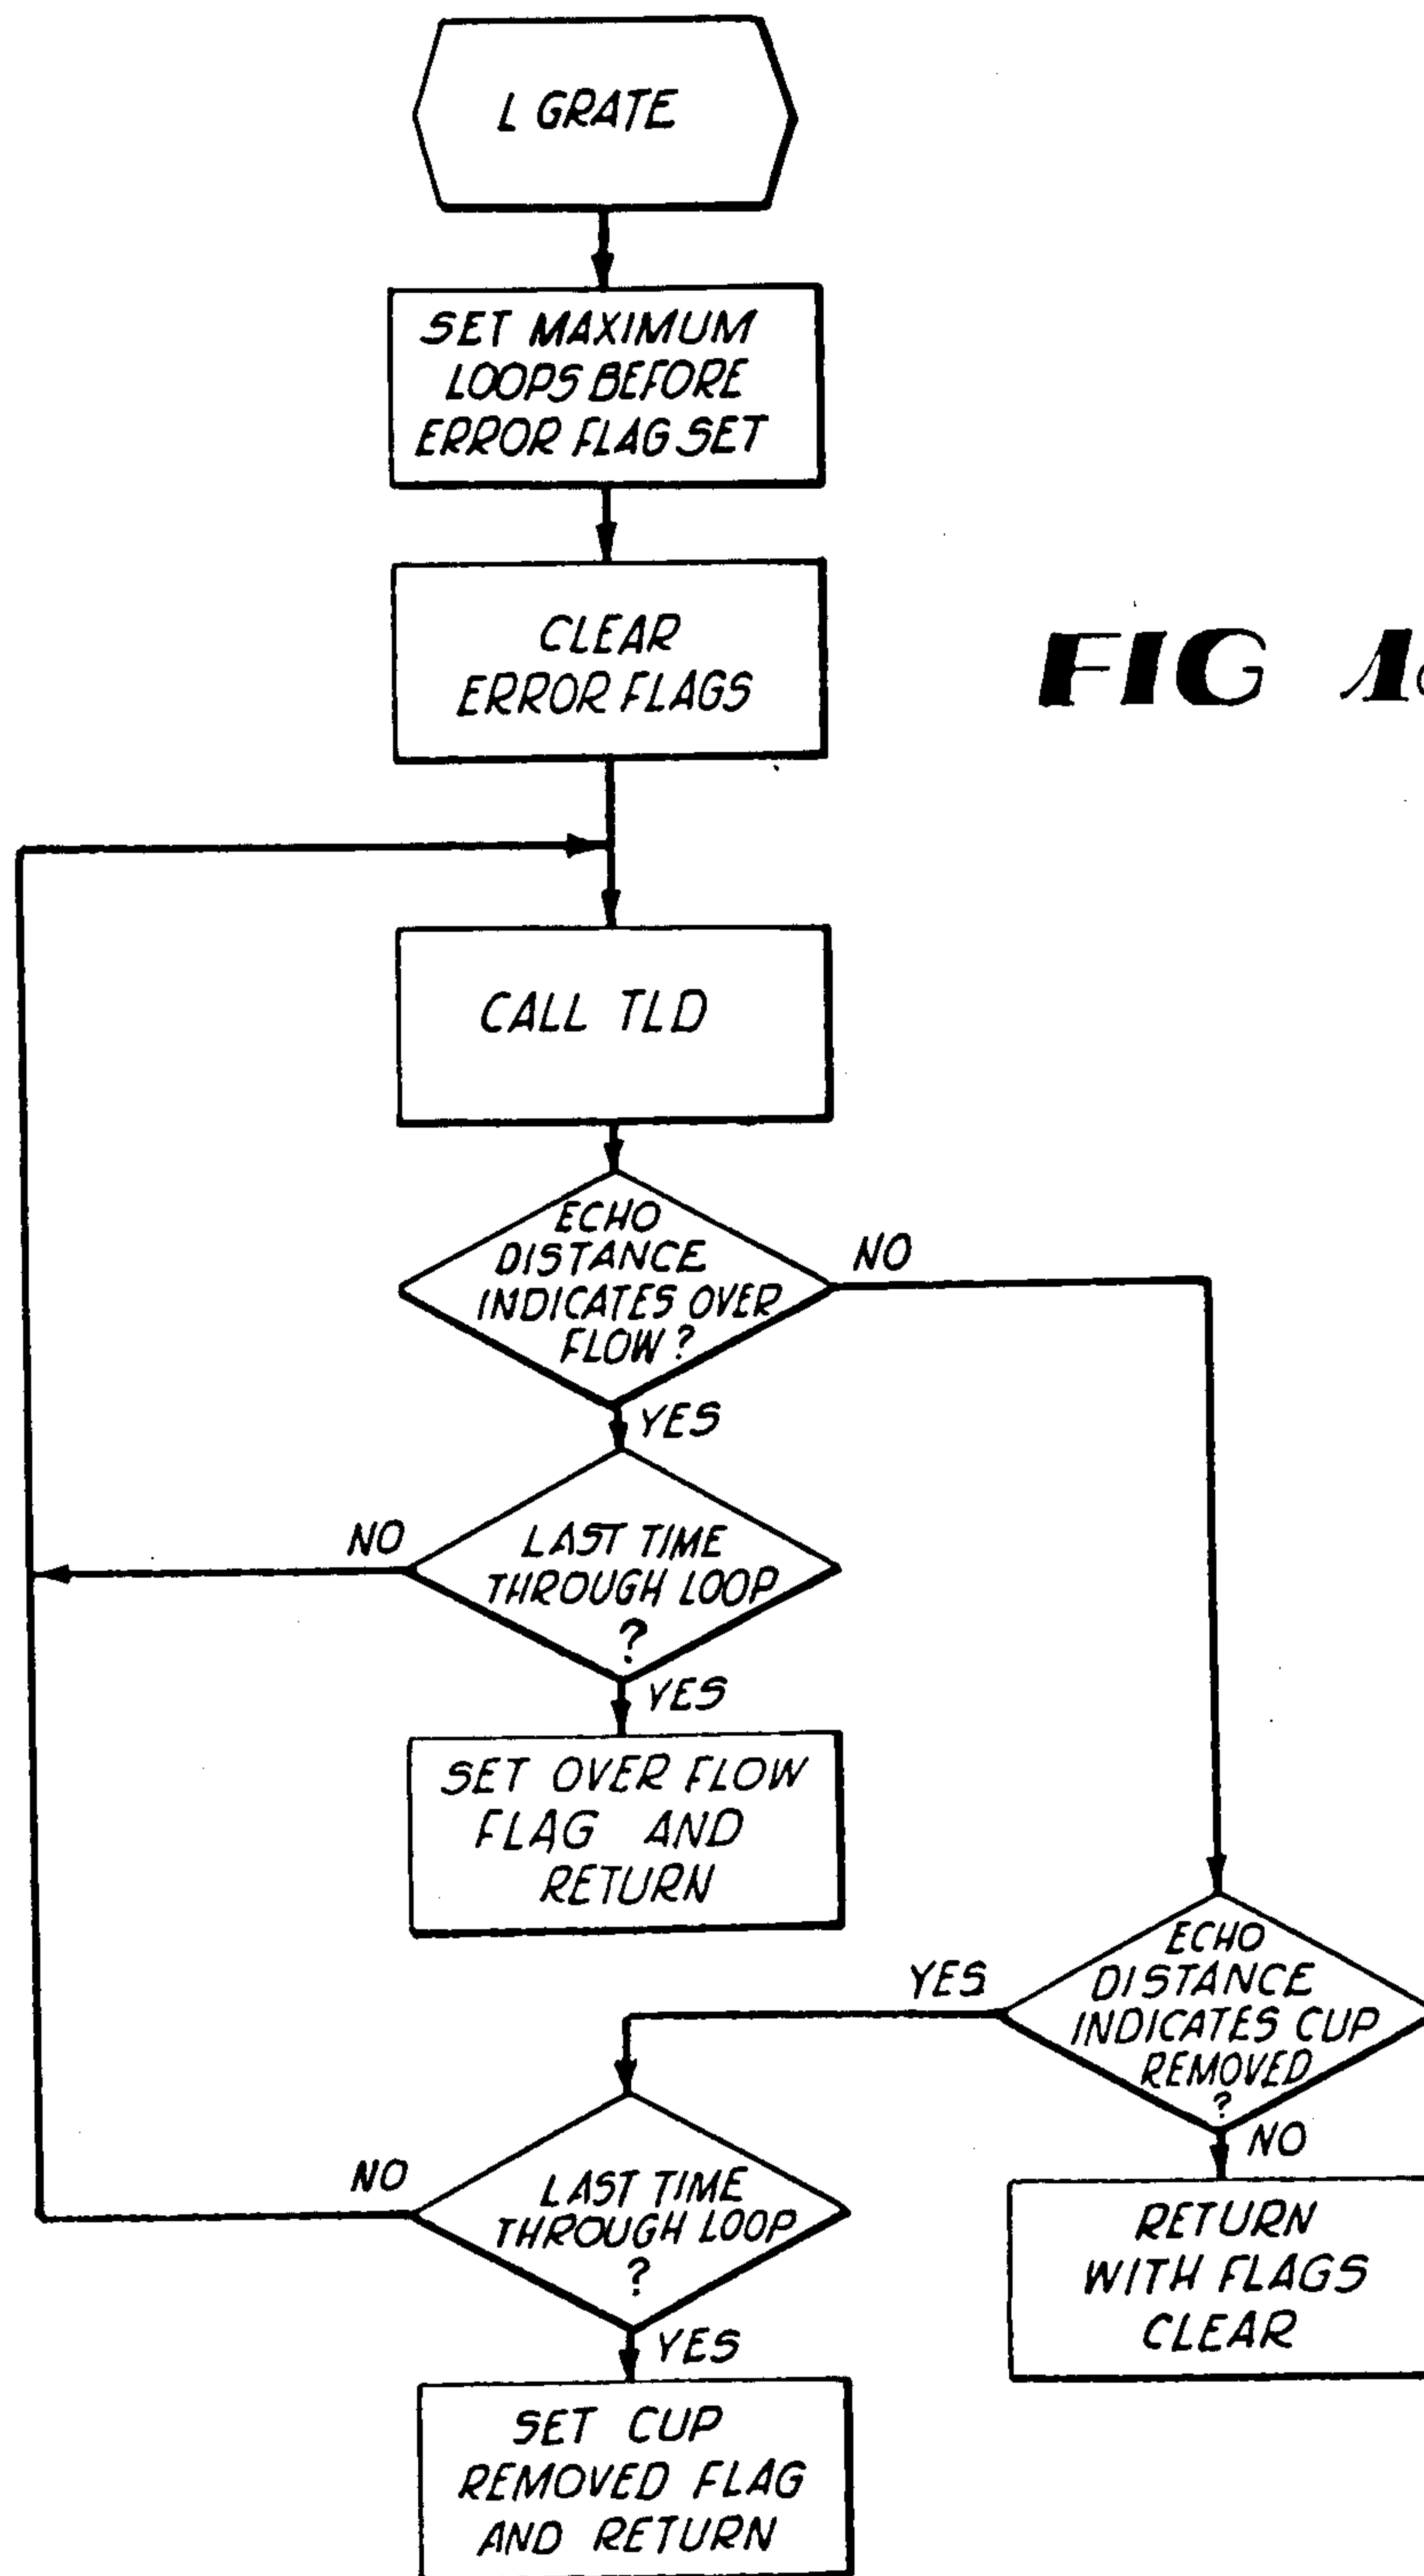 L GRATE
SET MAXIMUM
LOOPS BEFORE
ERROR FLAG SET
CLEAR
ERROR FLAGS
FIG
CALL TLD
ECHO
DISTANCE
INDICATES OVER
FLOW ?
NO
YES
LAST TIME
THROUGH LOOP
?
NO
YES
SET OVER FLOW
FLAG AND
RETURN
ECHO
DISTANCE
INDICATES CUP
REMOVED
?
YES
NO
RETURN
WITH FLAGS
CLEAR
LAST TIME
THROUGH LOOP
?
NO
YES
SET CUP
REMOVED FLAG
AND RETURN